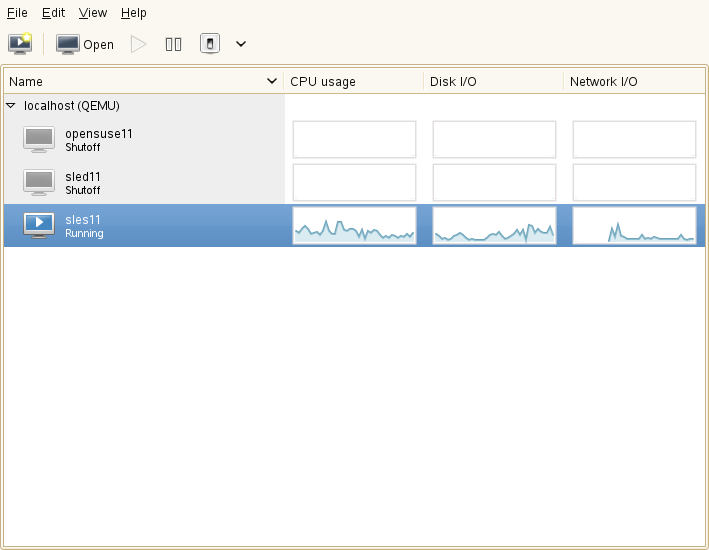 File Edit View Help
Open
Name CPU usage Disk I/O Network I/O
localhost (QEMU)
opensuse11
Shutoff
sled11
Shutoff
sles11
Running